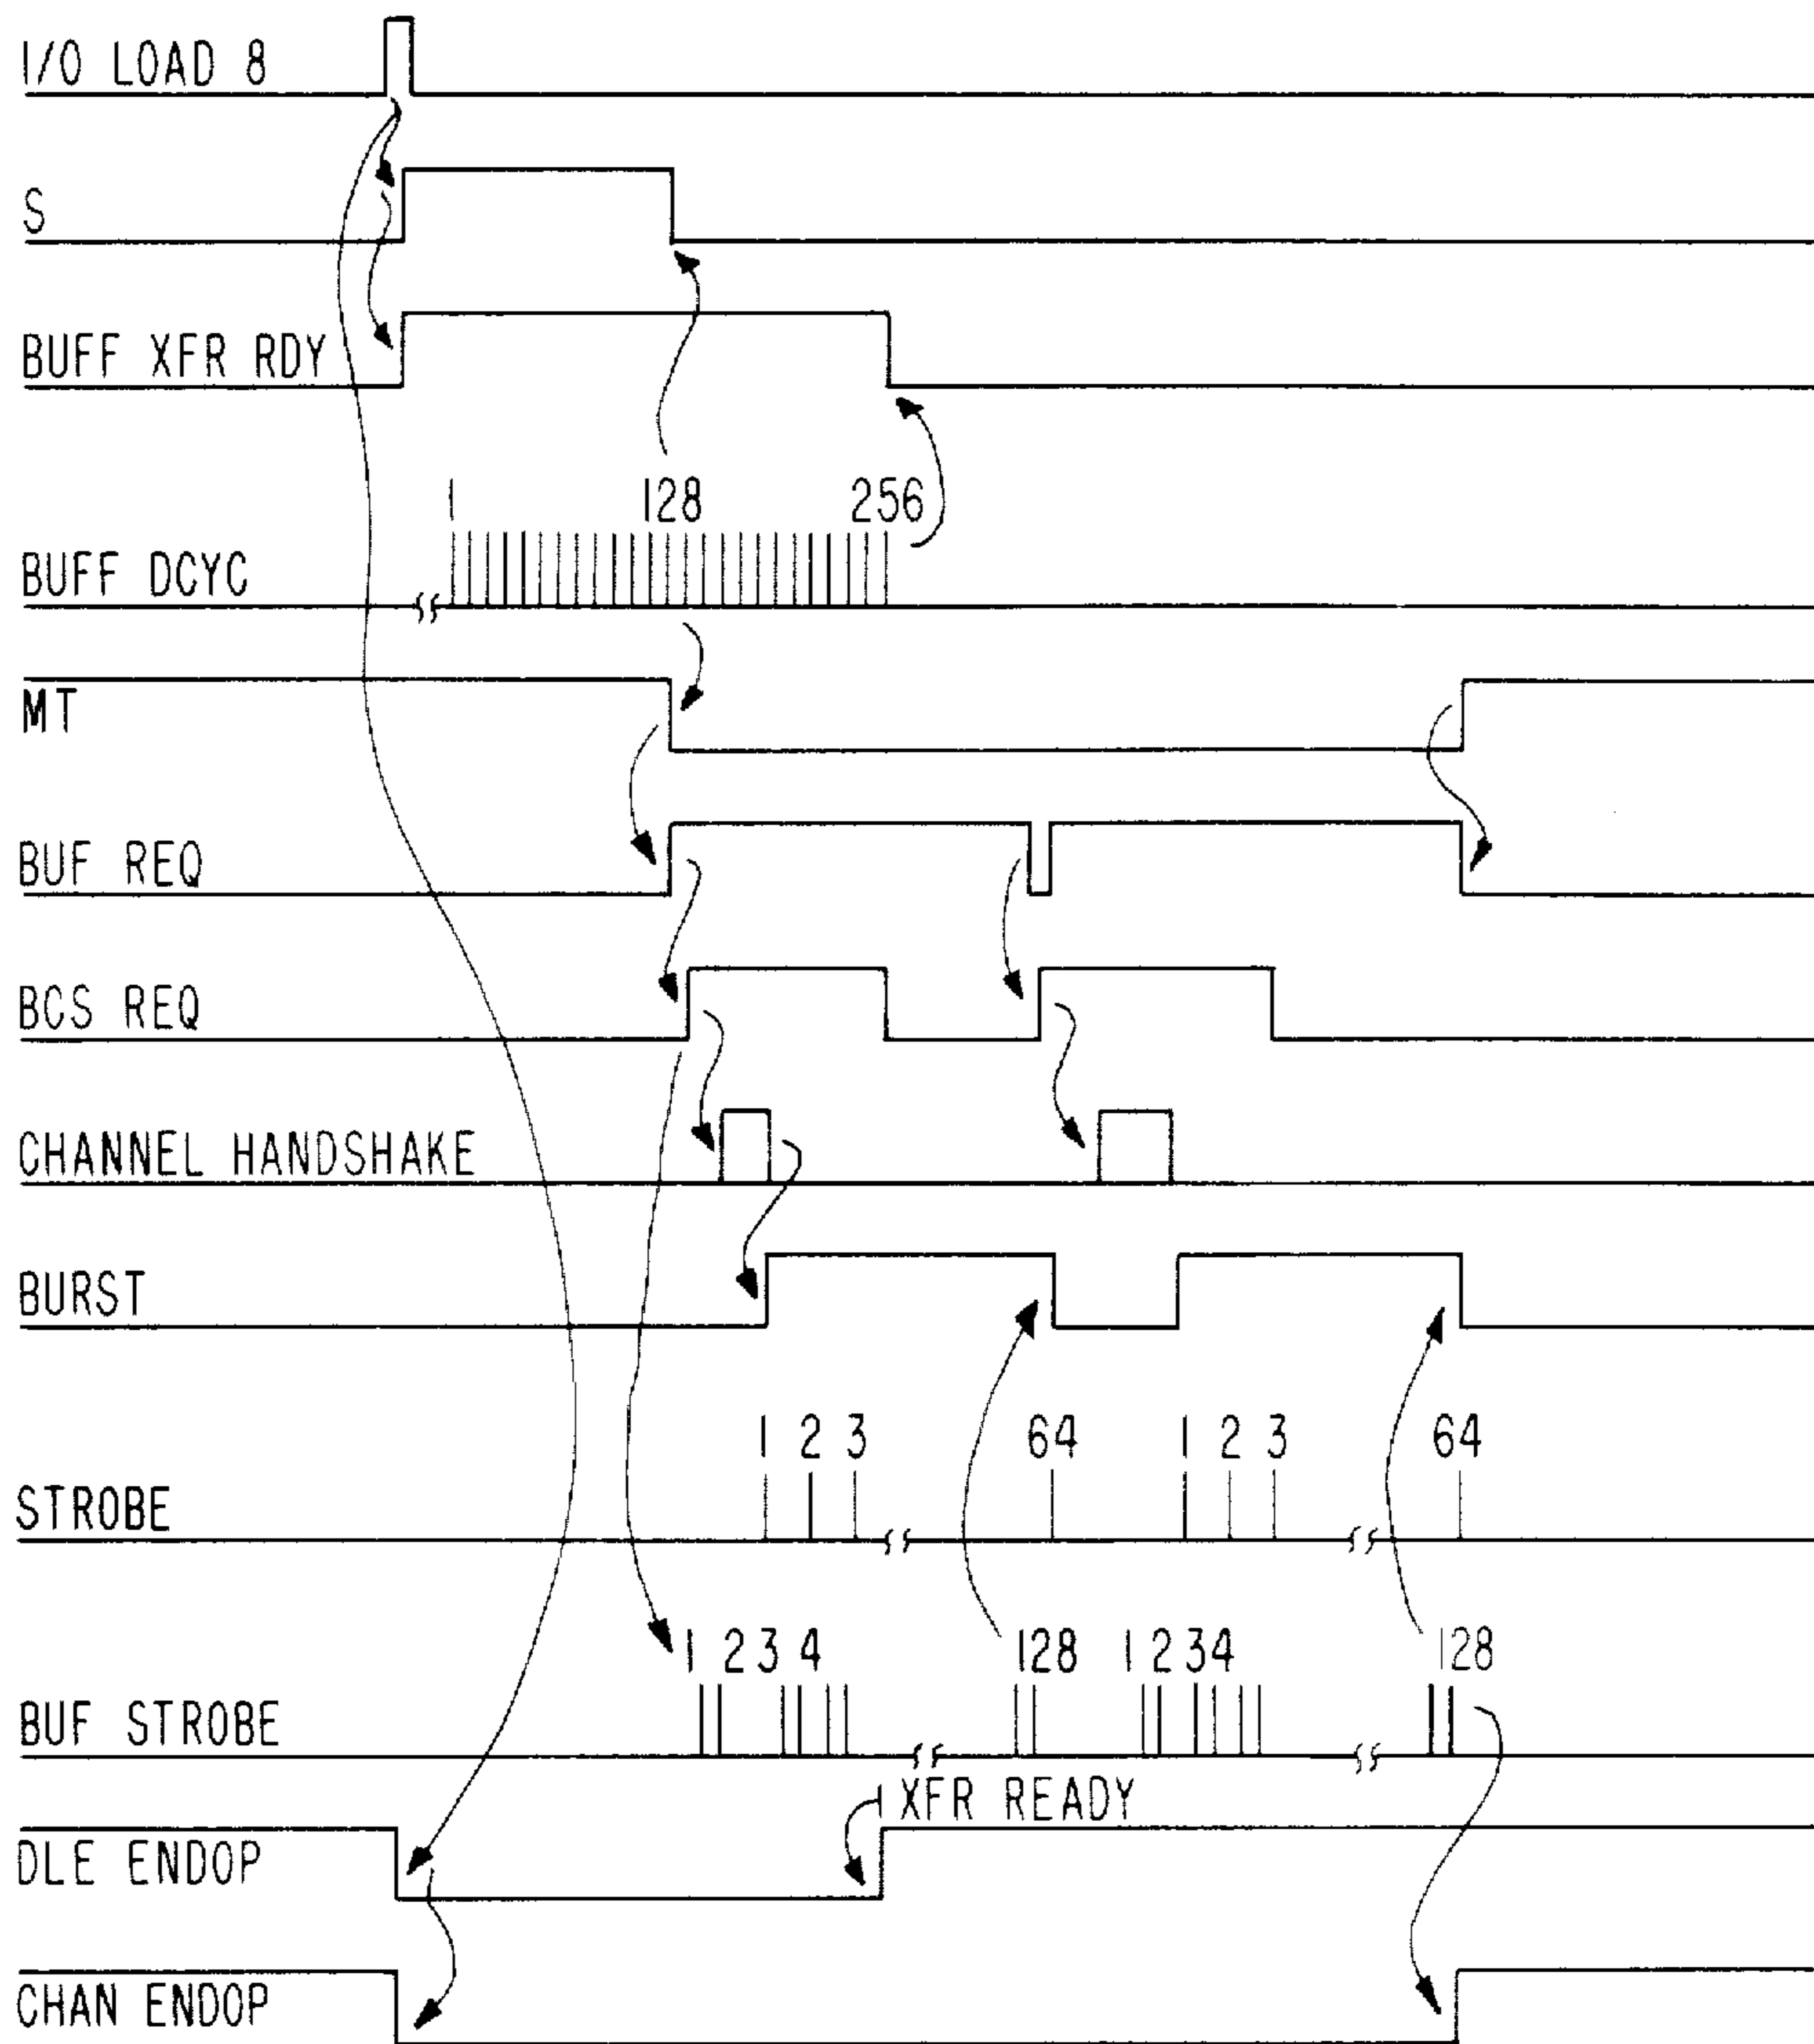 I/O LOAD 8
S
BUFF XFR RDY
1 128 256
BUFF DCYC
MT
BUF REQ
BCS REQ
CHANNEL HANDSHAKE
BURST
1 2 3 64 1 2 3 64
STROBE
1 2 3 4 128 1 2 3 4 128
BUF STROBE
XFR READY
DLE ENDOP
CHAN ENDOP